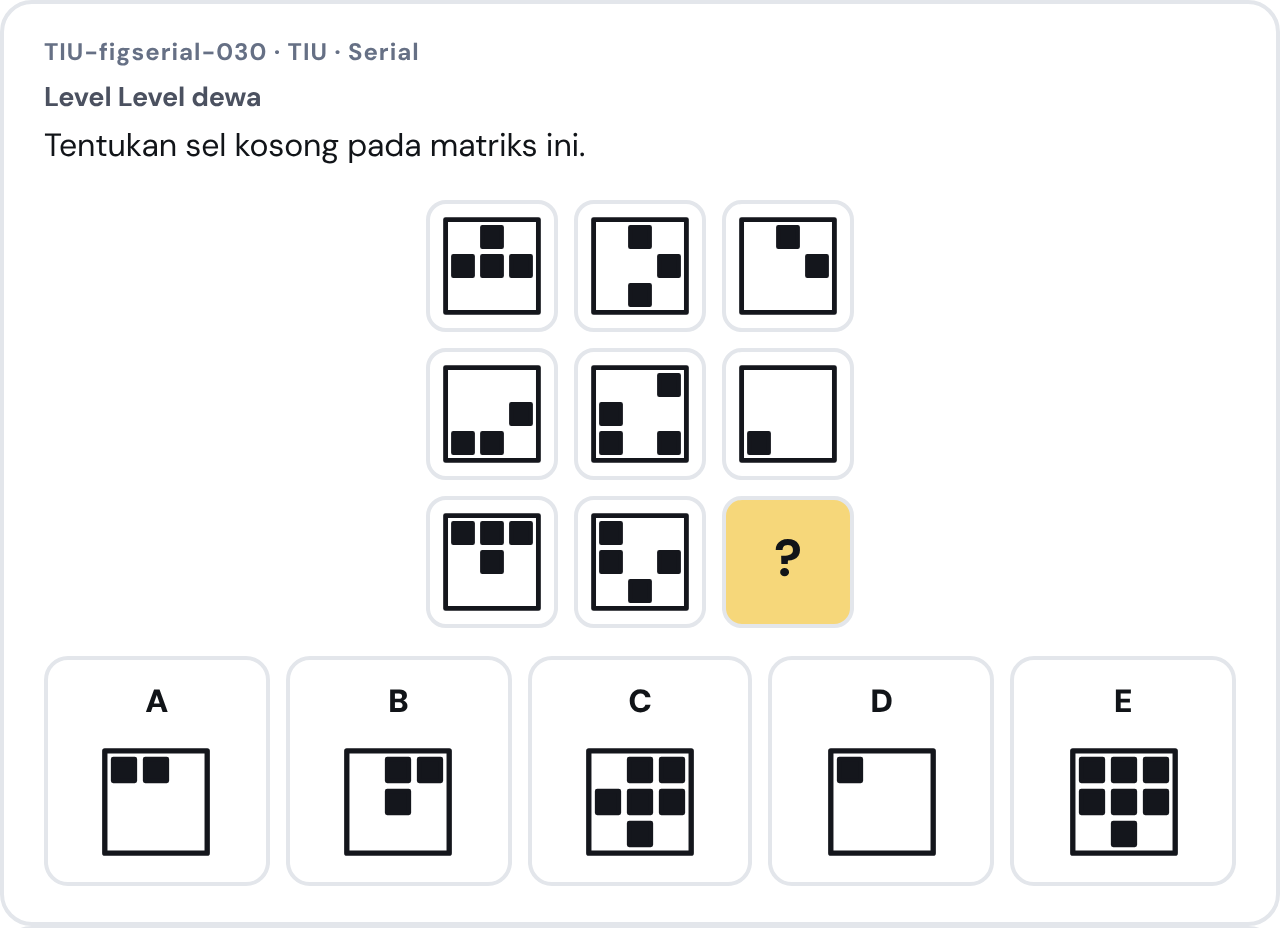 TIU-figserial-030 · TIU · Serial
Level Level dewa
Tentukan sel kosong pada matriks ini.
?
A B C D E